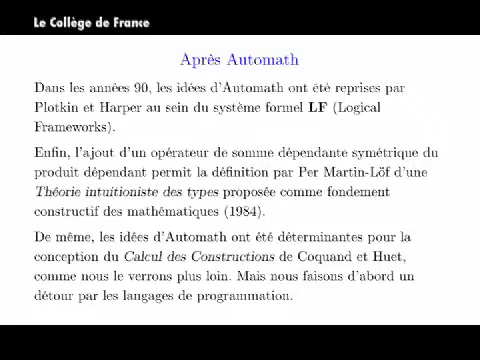 Le Collège de France
Après Automath
Dans les années 90, les idées d'Automath ont été reprises par
Plotkin et Harper au sein du système formel LF (Logical
Frameworks).
Enfin, l'ajout d'un opérateur de somme dépendante symétrique du
produit dépendant permit la définition par Per Martin-Löf d'une
Théorie intuitioniste des types proposée comme fondement
constructif des mathématiques (1984).
De même, les idées d'Automath ont été déterminantes pour la
conception du Calcul des Constructions de Coquand et Huet,
comme nous le verrons plus loin. Mais nous faisons d'abord un
détour par les langages de programmation.